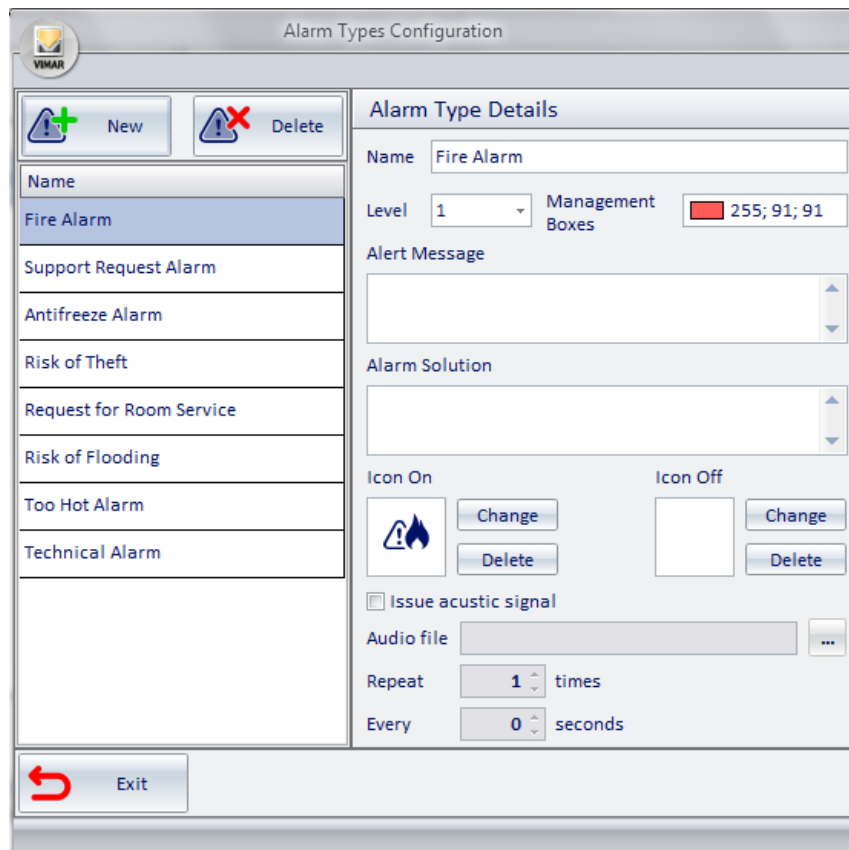 Alarm Types Configuration
VIMAR
New
Delete
Name
Fire Alarm
Support Request Alarm
Antifreeze Alarm
Risk of Theft
Request for Room Service
Risk of Flooding
Too Hot Alarm
Technical Alarm
Alarm Type Details
Name Fire Alarm
Level 1 Management Boxes 255; 91; 91
Alert Message
Alarm Solution
Icon On Icon Off
Change Change
Delete Delete
Issue acustic signal
Audio file ...
Repeat 1 times
Every 0 seconds
Exit